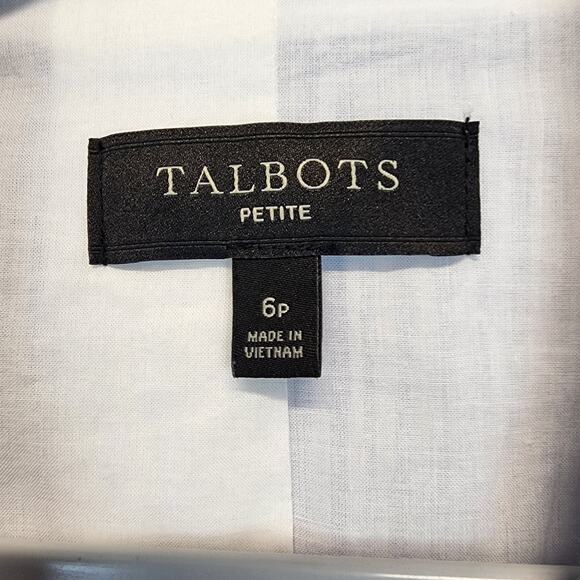 TALBOTS
PETITE
6P
MADE IN
VIETNAM